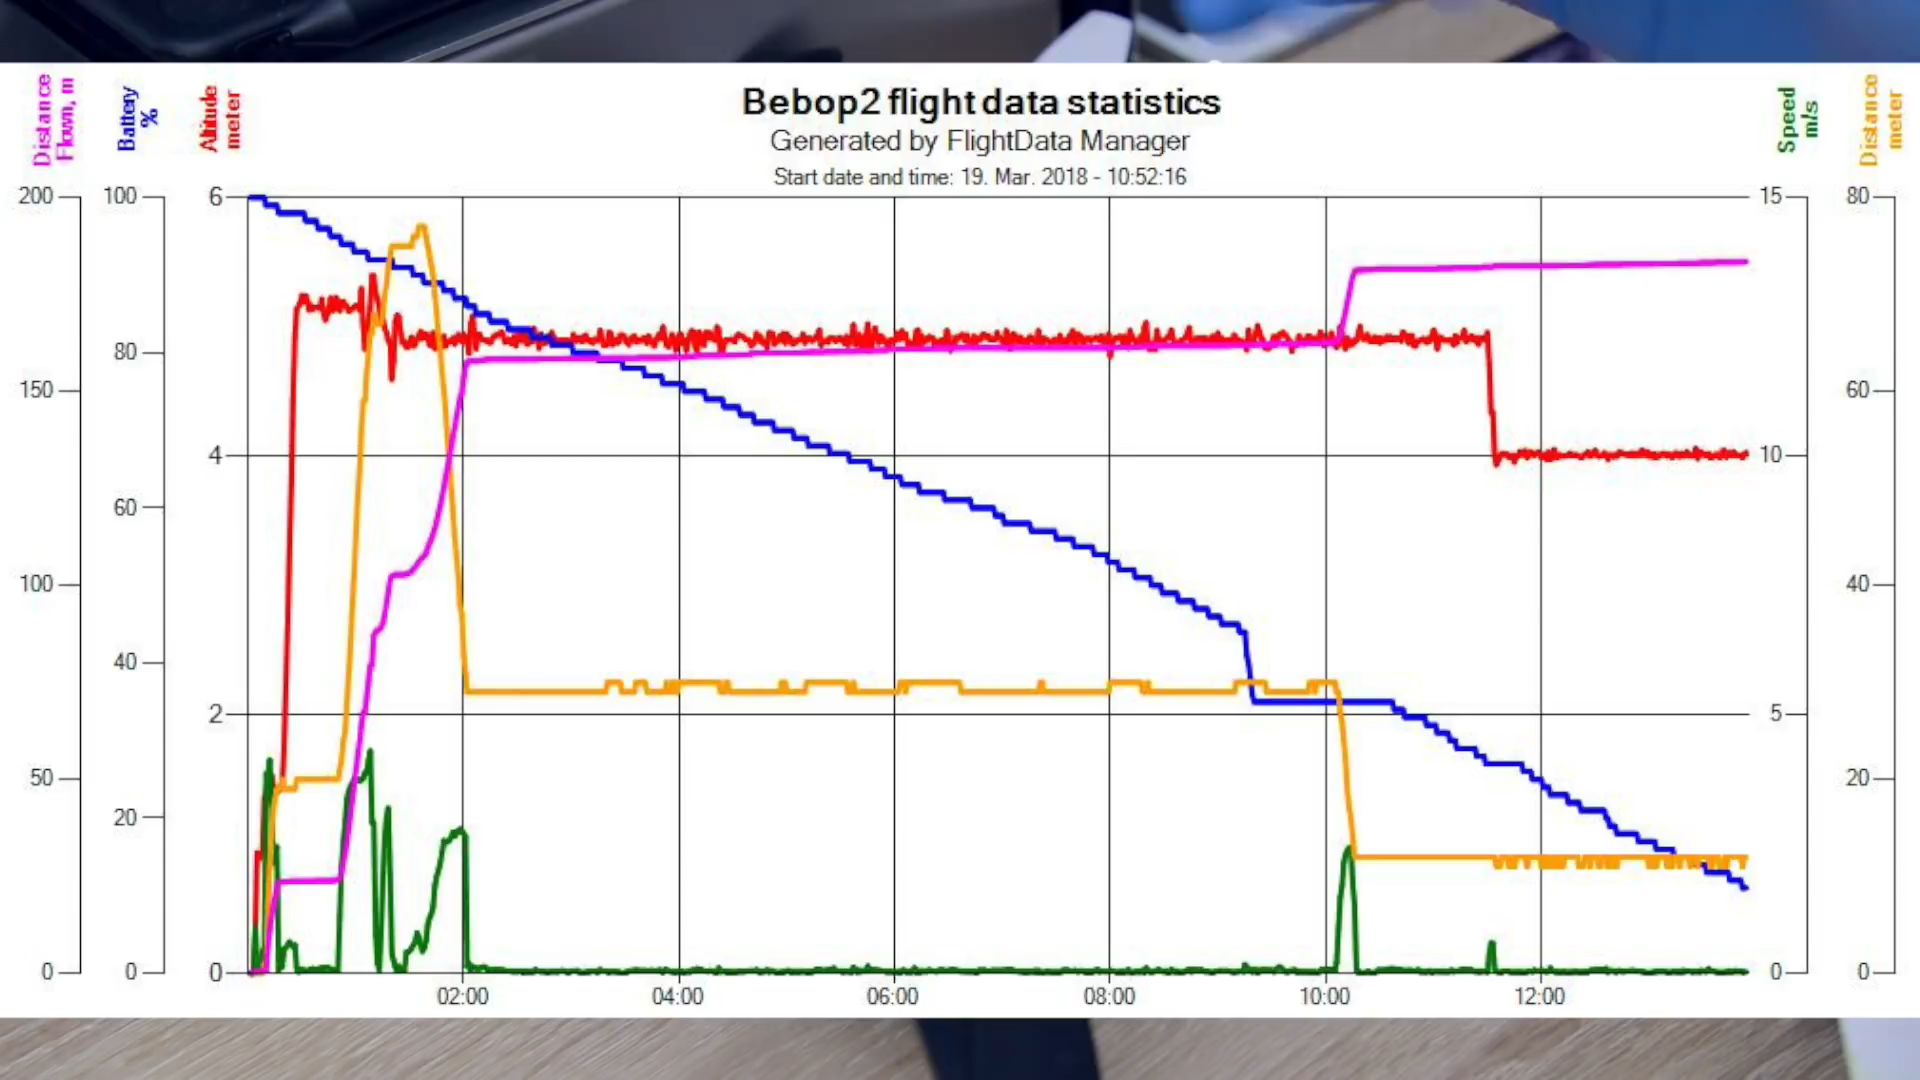 Bebop2 flight data statistics
Generated by FlightData Manager
Start date and time: 19. Mar. 2018 - 10:52:16
Distance
Flown, m
Battery
%
Altitude
meter
Speed
m/s
Distance
meter
200
150
100
50
0
100
80
60
40
20
0
6
4
2
0
15
10
5
0
80
60
40
20
0
02:00 04:00 06:00 08:00 10:00 12:00